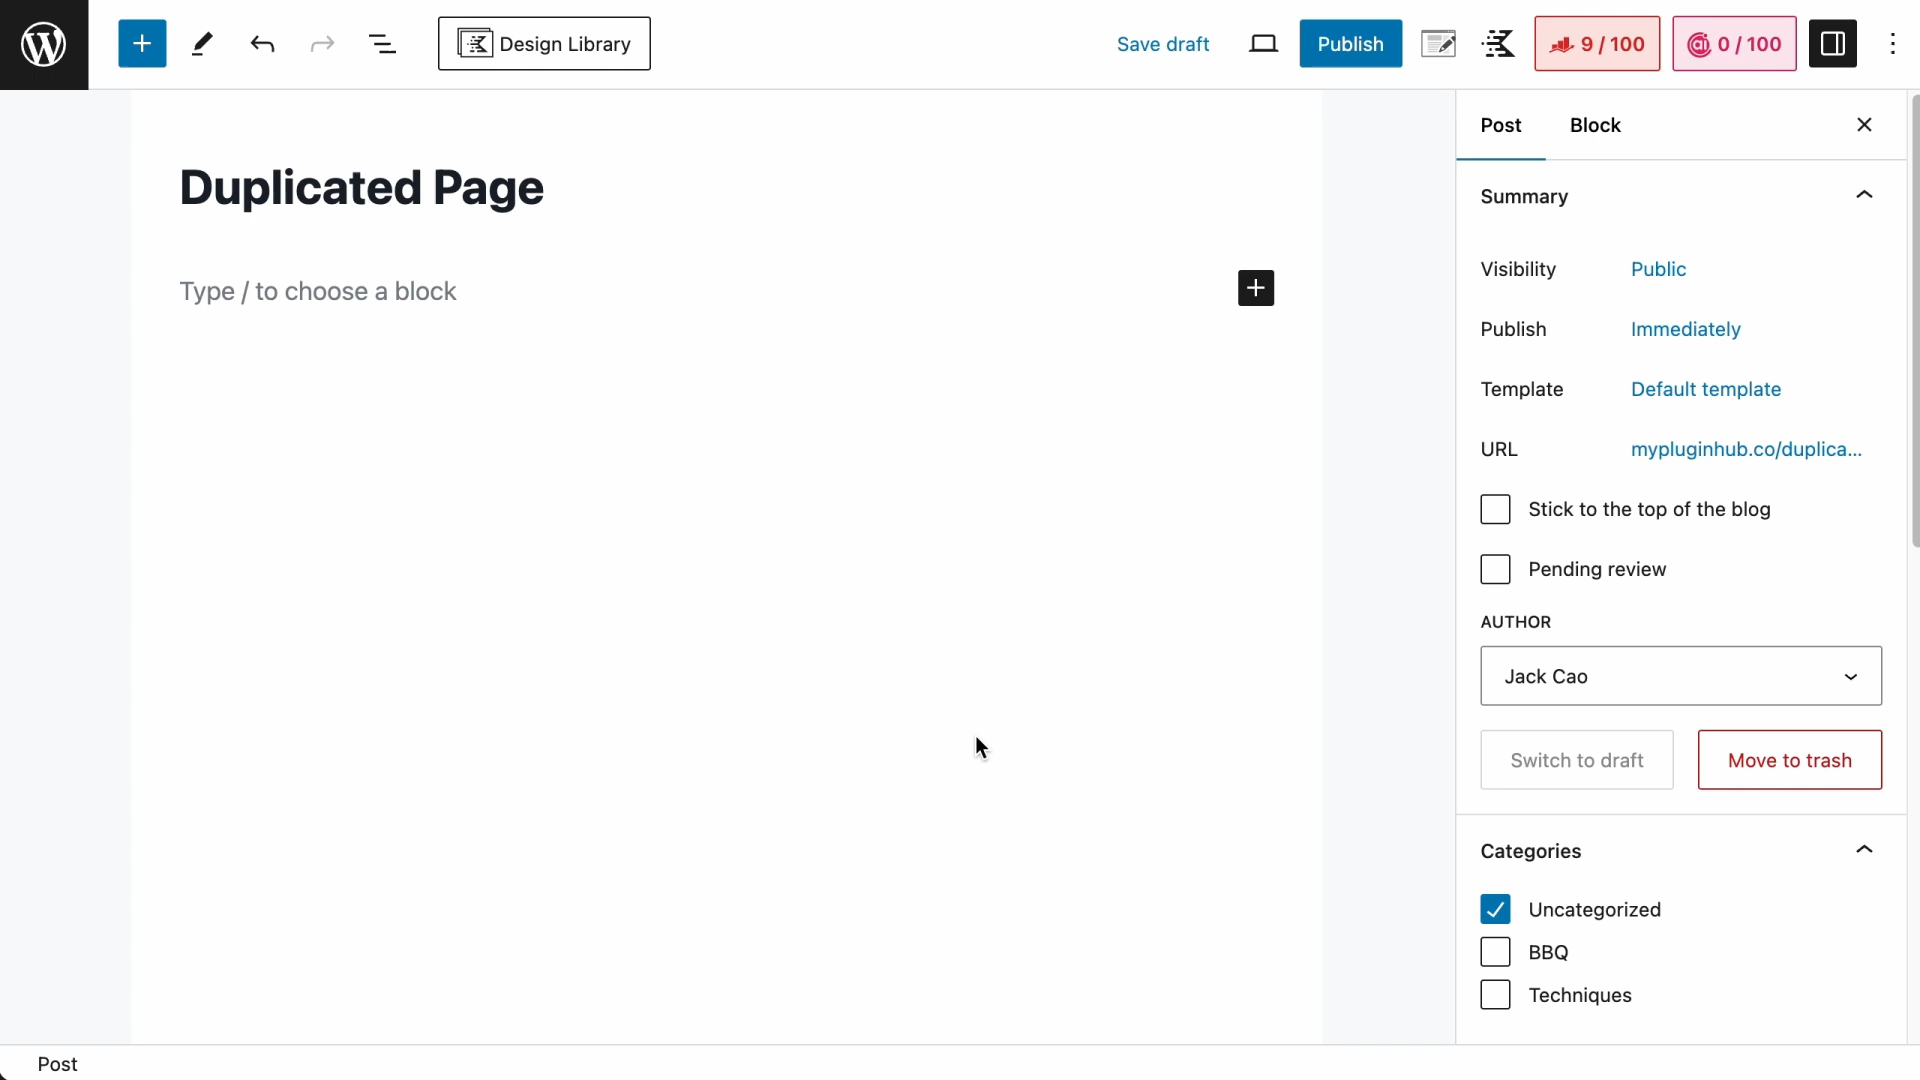 Design Library
Save draft
Publish
9 / 100
0 / 100
Duplicated Page
Type / to choose a block
Post
Block
Summary
Visibility Public
Publish Immediately
Template Default template
URL mypluginhub.co/duplica...
Stick to the top of the blog
Pending review
AUTHOR
Jack Cao
Switch to draft
Move to trash
Categories
Uncategorized
BBQ
Techniques
Post